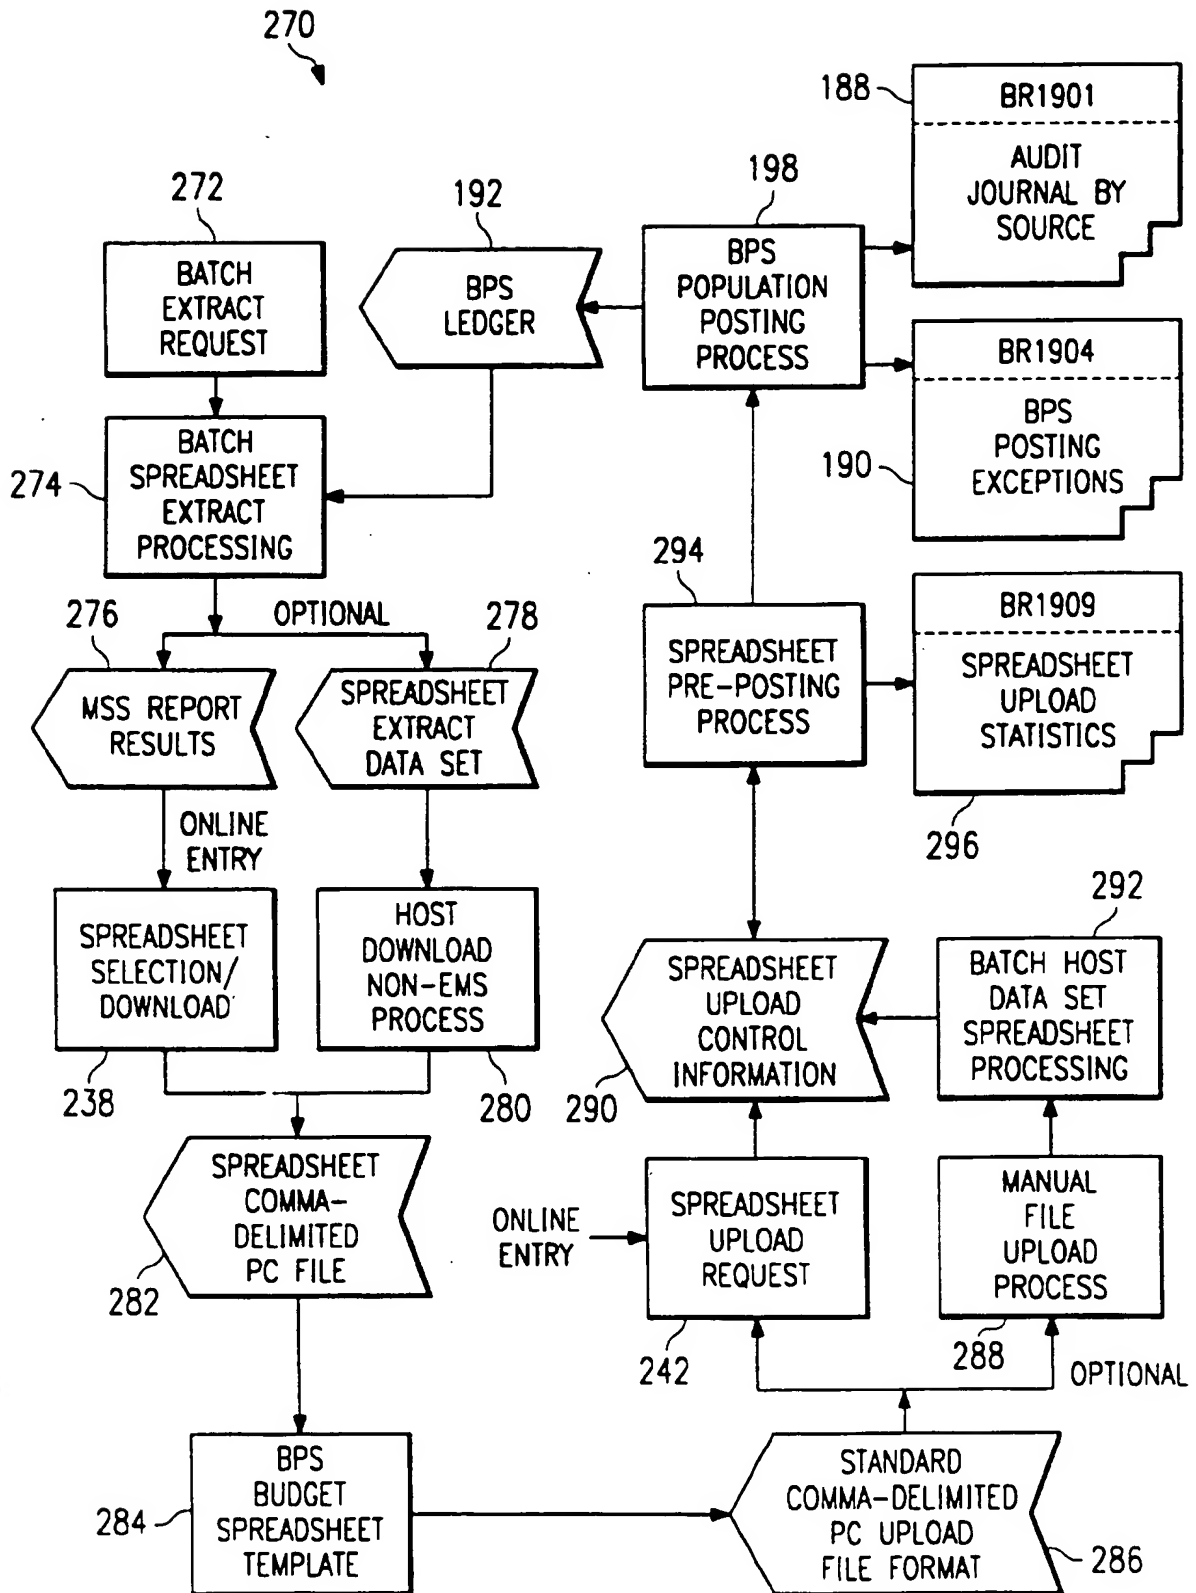 270
188
BR1901
AUDIT
JOURNAL BY
SOURCE
272
192
198
BATCH
EXTRACT
REQUEST
BPS
LEDGER
BPS
POPULATION
POSTING
PROCESS
BR1904
BPS
POSTING
EXCEPTIONS
190
274
BATCH
SPREADSHEET
EXTRACT
PROCESSING
294
276
OPTIONAL
278
MSS REPORT
RESULTS
SPREADSHEET
EXTRACT
DATA SET
SPREADSHEET
PRE-POSTING
PROCESS
BR1909
SPREADSHEET
UPLOAD
STATISTICS
296
ONLINE
ENTRY
SPREADSHEET
SELECTION/
DOWNLOAD
238
HOST
DOWNLOAD
NON-EMS
PROCESS
280
SPREADSHEET
UPLOAD
CONTROL
INFORMATION
290
292
BATCH HOST
DATA SET
SPREADSHEET
PROCESSING
SPREADSHEET
COMMA-
DELIMITED
PC FILE
282
ONLINE
ENTRY
SPREADSHEET
UPLOAD
REQUEST
242
MANUAL
FILE
UPLOAD
PROCESS
288
OPTIONAL
284
BPS
BUDGET
SPREADSHEET
TEMPLATE
STANDARD
COMMA-DELIMITED
PC UPLOAD
FILE FORMAT
286